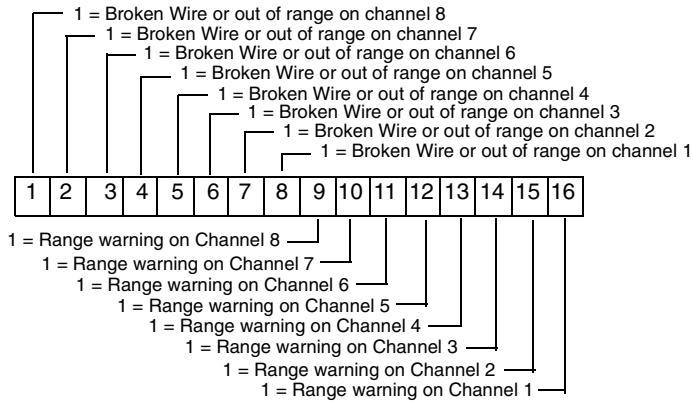 1 = Broken Wire or out of range on channel 8
1 = Broken Wire or out of range on channel 7
1 = Broken Wire or out of range on channel 6
1 = Broken Wire or out of range on channel 5
1 = Broken Wire or out of range on channel 4
1 = Broken Wire or out of range on channel 3
1 = Broken Wire or out of range on channel 2
1 = Broken Wire or out of range on channel 1
1 2 3 4 5 6 7 8 9 10 11 12 13 14 15 16
1 = Range warning on Channel 8
1 = Range warning on Channel 7
1 = Range warning on Channel 6
1 = Range warning on Channel 5
1 = Range warning on Channel 4
1 = Range warning on Channel 3
1 = Range warning on Channel 2
1 = Range warning on Channel 1